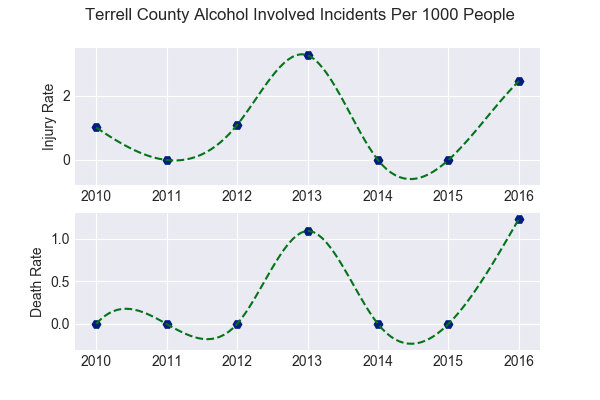 Terrell County Alcohol Involved Incidents Per 1000 People
Injury Rate
2
0
2010 2011 2012 2013 2014 2015 2016
Death Rate
1.0
0.5
0.0
2010 2011 2012 2013 2014 2015 2016